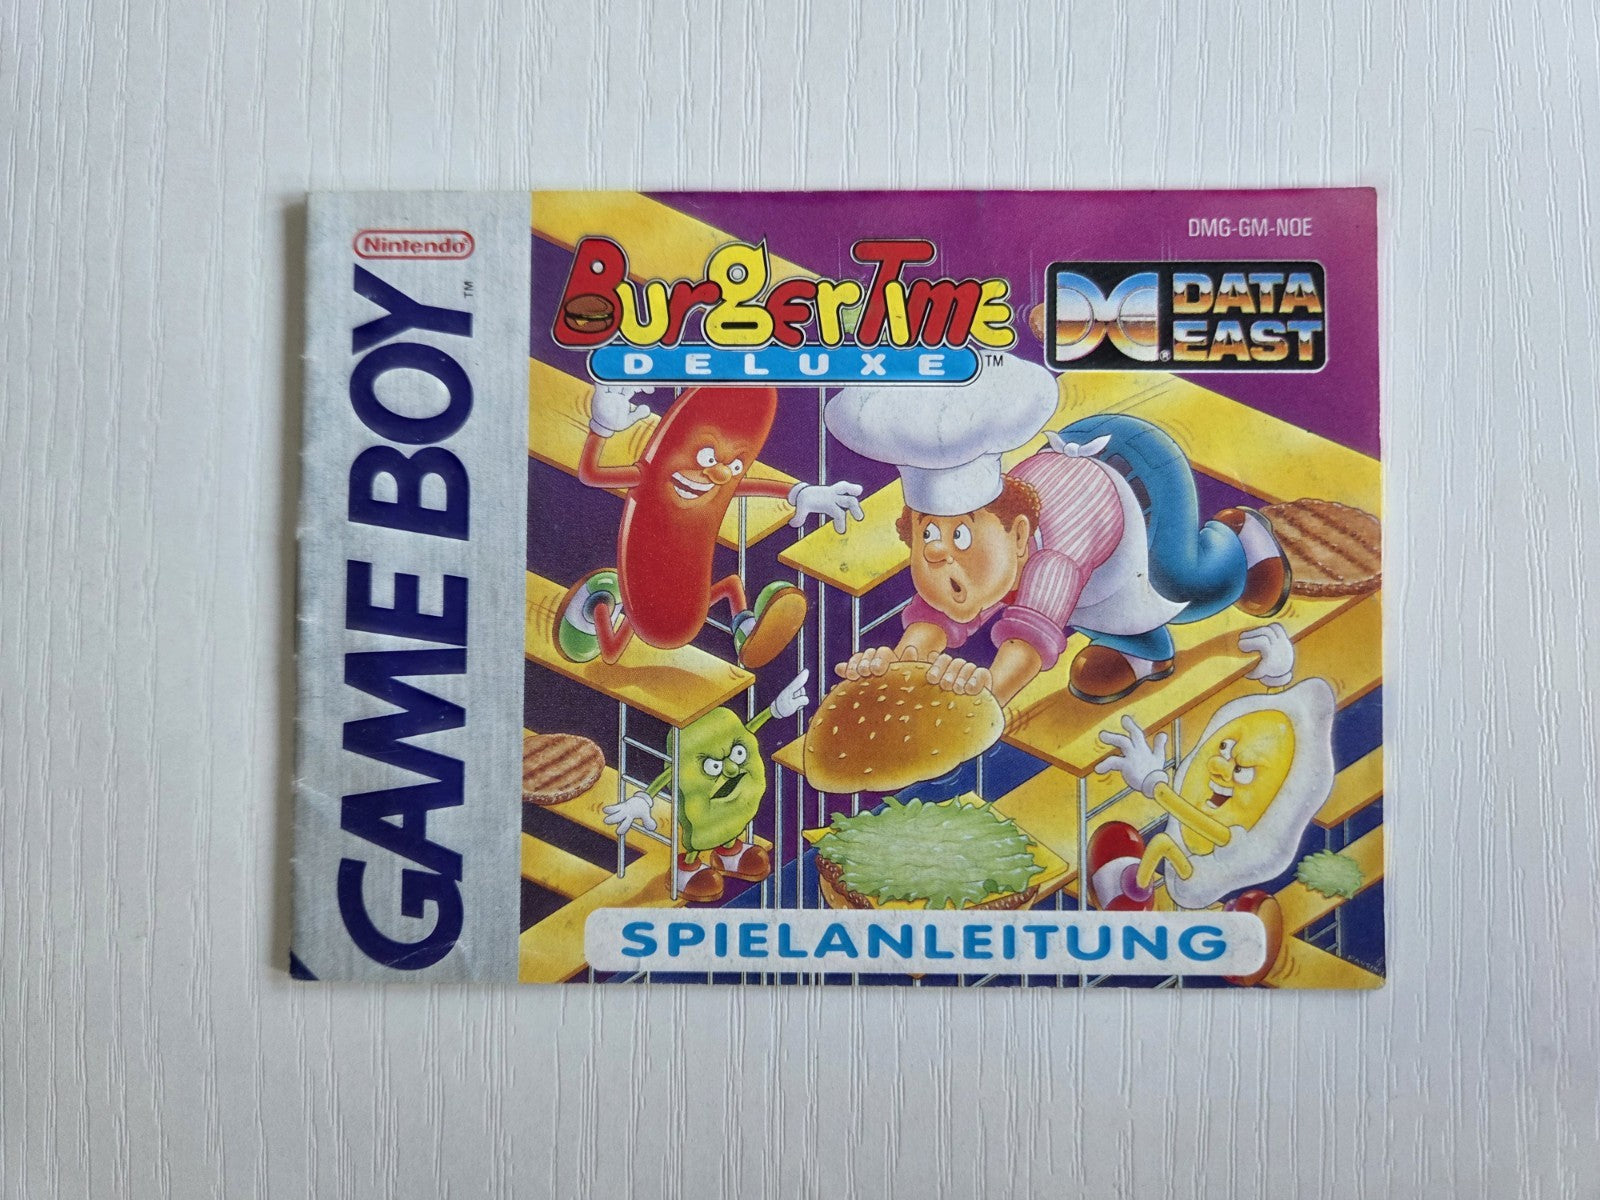 Nintendo®
GAME BOY™
BurgerTime
DELUXE™
DMG-GM-NOE
DATA
EAST
®
SPIELANLEITUNG